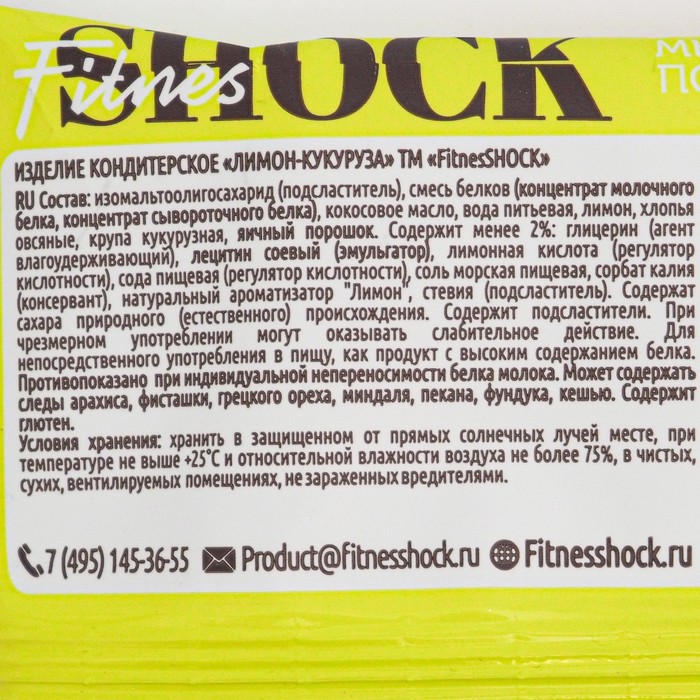 Fitnes SHOCK
ИЗДЕЛИЕ КОНДИТЕРСКОЕ «ЛИМОН-КУКУРУЗА» ТМ «FitnesSHOCK»
RU Состав: изомальтоолигосахарид (подсластитель), смесь белков (концентрат молочного
белка, концентрат сывороточного белка), кокосовое масло, вода питьевая, лимон, хлопья
овсяные, крупа кукурузная, яичный порошок. Содержит менее 2%: глицерин (агент
влагоудерживающий), лецитин соевый (эмульгатор), лимонная кислота (регулятор
кислотности), сода пищевая (регулятор кислотности), соль морская пищевая, сорбат калия
(консервант), натуральный ароматизатор "Лимон", стевия (подсластитель). Содержат
сахара природного (естественного) происхождения. Содержит подсластители. При
чрезмерном употреблении могут оказывать слабительное действие. Для
непосредственного употребления в пищу, как продукт с высоким содержанием белка.
Противопоказано при индивидуальной непереносимости белка молока. Может содержать
следы арахиса, фисташки, грецкого ореха, миндаля, пекана, фундука, кешью. Содержит
глютен.
Условия хранения: хранить в защищенном от прямых солнечных лучей месте, при
температуре не выше +25°C и относительной влажности воздуха не более 75%, в чистых,
сухих, вентилируемых помещениях, не зараженных вредителями.
7 (495) 145-36-55 Product@fitnesshock.ru Fitnesshock.ru